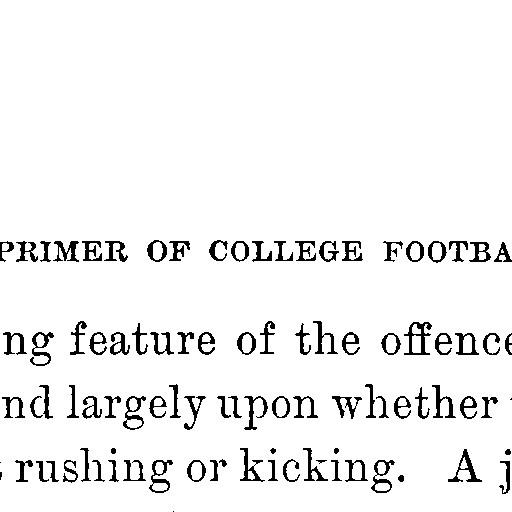 PRIMER OF COLLEGE FOOTBA
ng feature of the offence
nd largely upon whether
rushing or kicking. A j